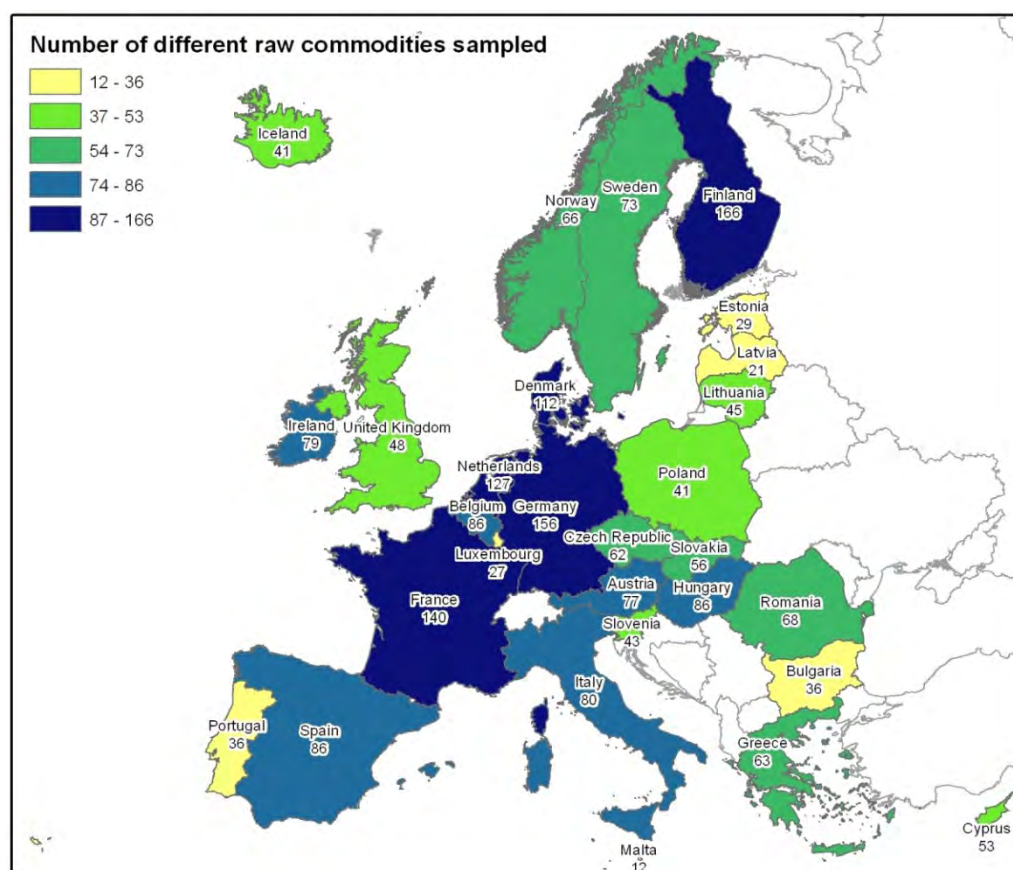 Number of different raw commodities sampled
12 - 36
37 - 53
54 - 73
74 - 86
87 - 166
Iceland
41
Norway
66
Sweden
73
Finland
166
Estonia
29
Latvia
21
Lithuania
45
Denmark
112
Ireland
79
United Kingdom
48
Netherlands
127
Poland
41
Belgium
86
Germany
156
Luxembourg
27
Czech Republic
62
Slovakia
56
France
140
Austria
77
Hungary
86
Slovenia
43
Romania
68
Italy
80
Bulgaria
36
Portugal
36
Spain
86
Greece
63
Malta
12
Cyprus
53